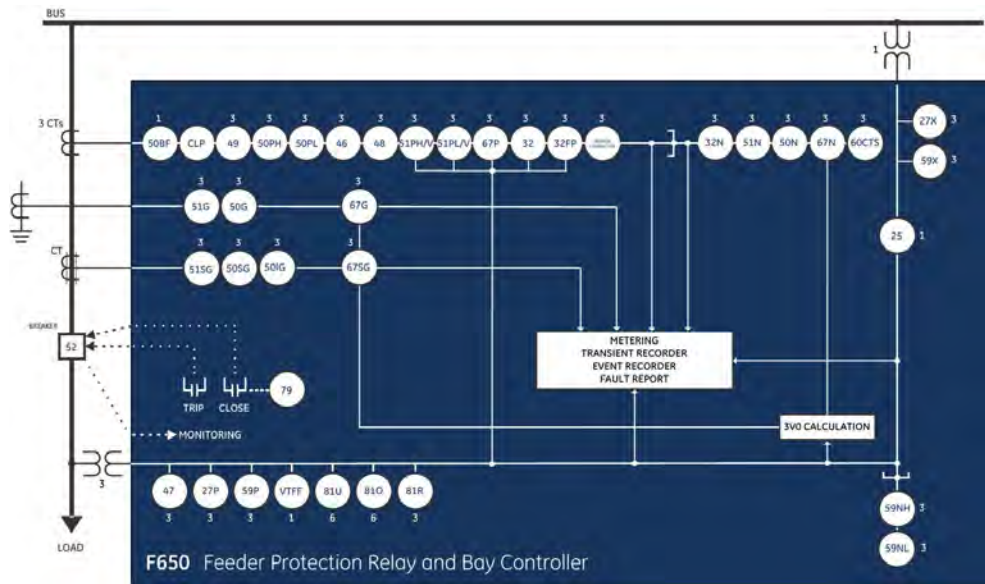 BUS
1
3 CTs
1 3 3 3 3 3 3 3 3 3 3 3 3 3 3 3 3
50BF CLP 49 50PH 50PL 46 48 51PH/V 51PL/V 67P 32 32FP 32N 51N 50N 67N 60CTS
27X 3
59X 3
3 3 3
51G 50G 67G
25 1
CT
3 3 3 3
51SG 50SG 50IG 67SG
BREAKER
52
METERING
TRANSIENT RECORDER
EVENT RECORDER
FAULT REPORT
79
TRIP CLOSE
MONITORING
3V0 CALCULATION
3
47 27P 59P VTFF 81U 81O 81R
3 3 3 1 6 6 3
59NH 3
59NL 3
LOAD
F650 Feeder Protection Relay and Bay Controller